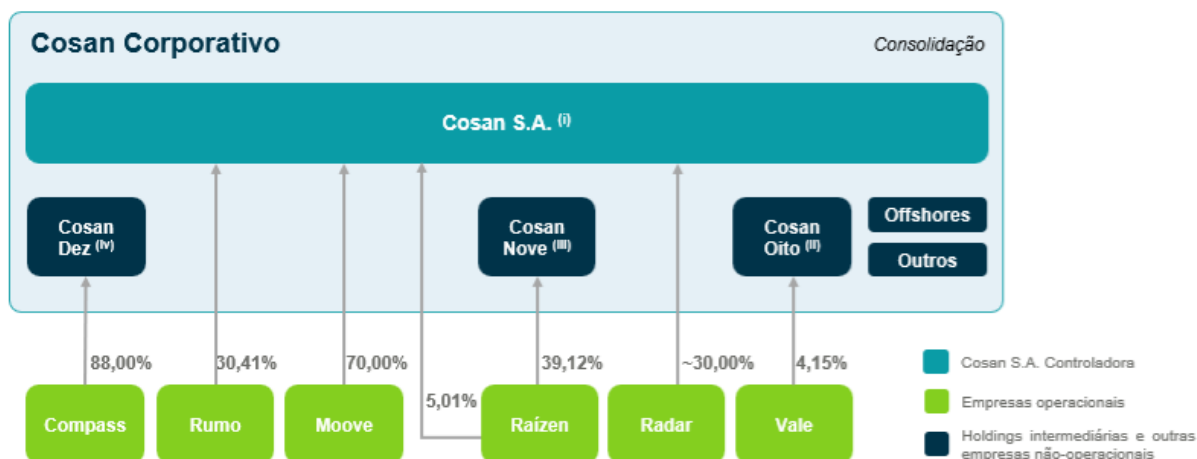 Cosan Corporativo
Consolidação
Cosan S.A. (i)
Cosan
Dez (iv)
Cosan
Nove (III)
Cosan
Oito (II)
Offshores
Outros
88,00%
30,41%
70,00%
5,01%
39,12%
~30,00%
4,15%
Compass
Rumo
Moove
Raízen
Radar
Vale
Cosan S.A. Controladora
Empresas operacionais
Holdings intermediárias e outras
empresas não-operacionais